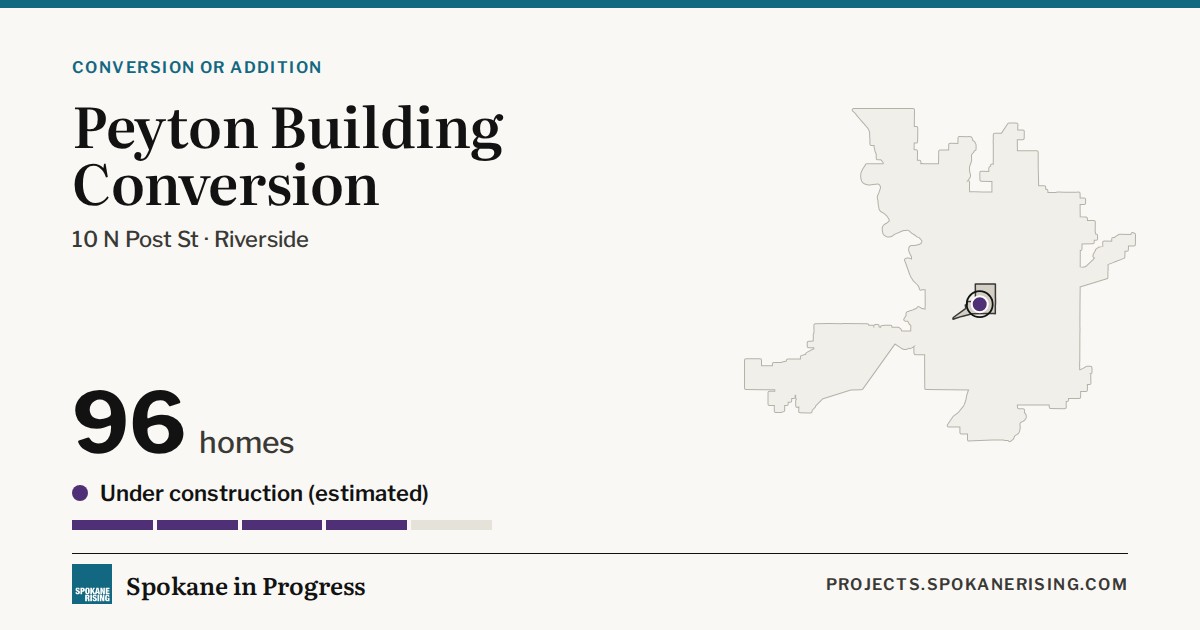 CONVERSION OR ADDITION
Peyton Building
Conversion
10 N Post St · Riverside
96 homes
Under construction (estimated)
SPOKANE
RISING
Spokane in Progress
PROJECTS.SPOKANERISING.COM